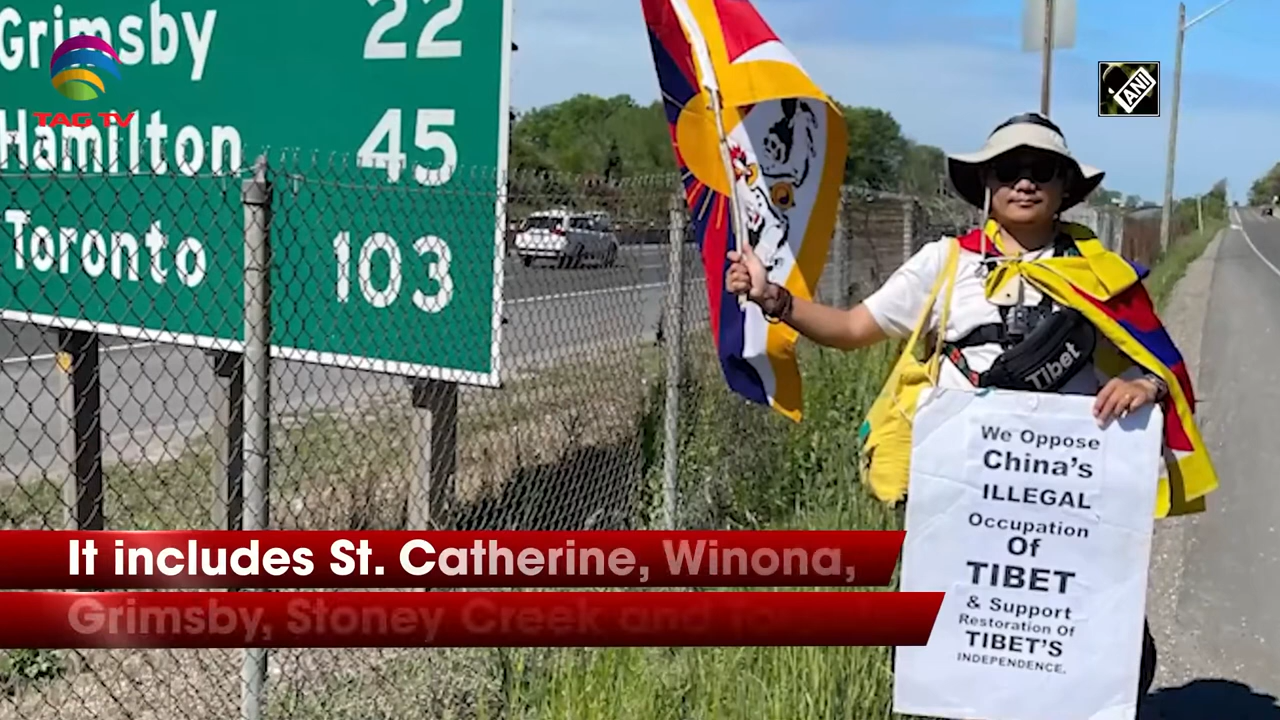 Grimsby 22
TAG TV
Hamilton 45
Toronto 103
ANI
Tibet
We Oppose
China's
ILLEGAL
Occupation
Of
TIBET
& Support
Restoration Of
TIBET'S
INDEPENDENCE.
It includes St. Catherine, Winona,
Grimsby, Stoney Creek and